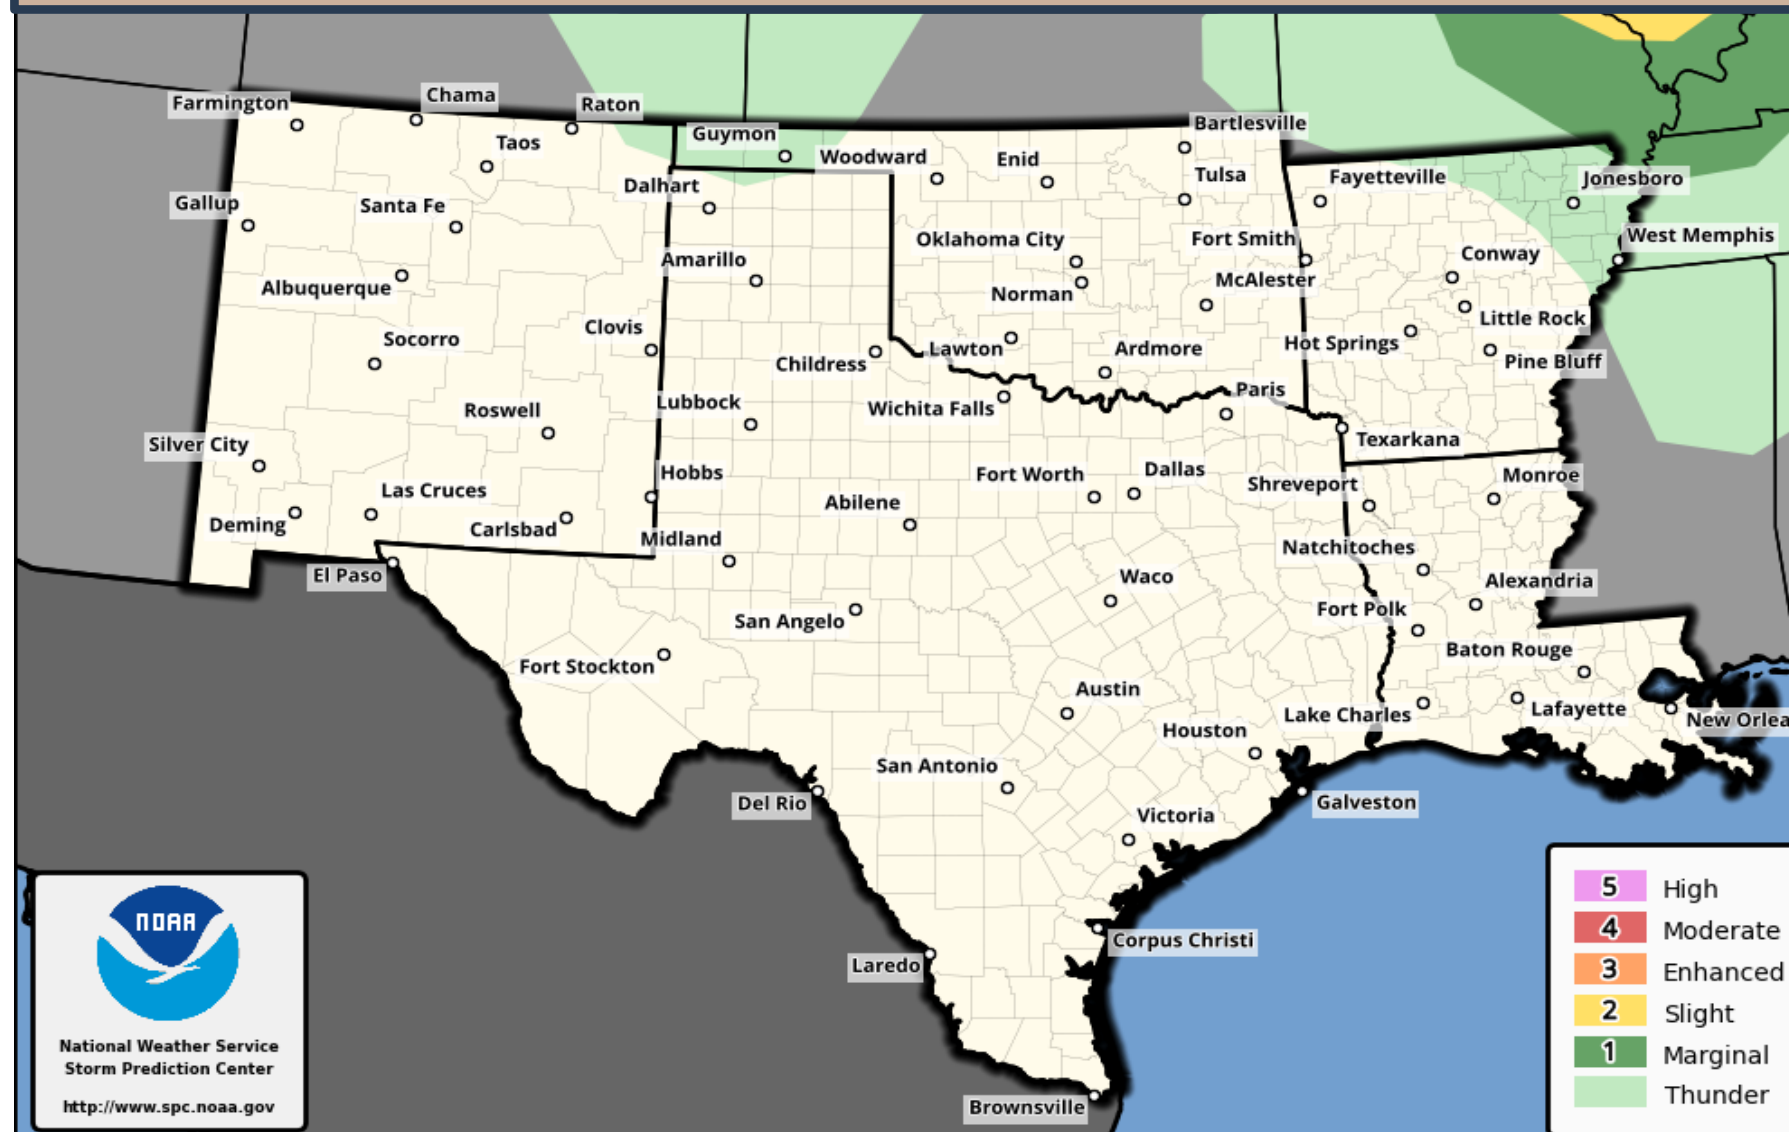 Farmington
Chama
Raton
Taos
Guymon
Bartlesville
Woodward
Enid
Tulsa
Fayetteville
Jonesboro
Dalhart
Gallup
Santa Fe
Oklahoma City
Fort Smith
West Memphis
Amarillo
Conway
Albuquerque
Norman
McAlester
Clovis
Socorro
Little Rock
Childress
Lawton
Ardmore
Hot Springs
Pine Bluff
Roswell
Lubbock
Wichita Falls
Paris
Silver City
Texarkana
Hobbs
Fort Worth
Dallas
Shreveport
Monroe
Las Cruces
Abilene
Deming
Carlsbad
Midland
Natchitoches
El Paso
Waco
Alexandria
San Angelo
Fort Polk
Fort Stockton
Baton Rouge
Austin
Lake Charles
Lafayette
New Orlea
Houston
San Antonio
Del Rio
Galveston
Victoria
Corpus Christi
Laredo
Brownsville
NOAA
National Weather Service
Storm Prediction Center
http://www.spc.noaa.gov
5 High
4 Moderate
3 Enhanced
2 Slight
1 Marginal
Thunder